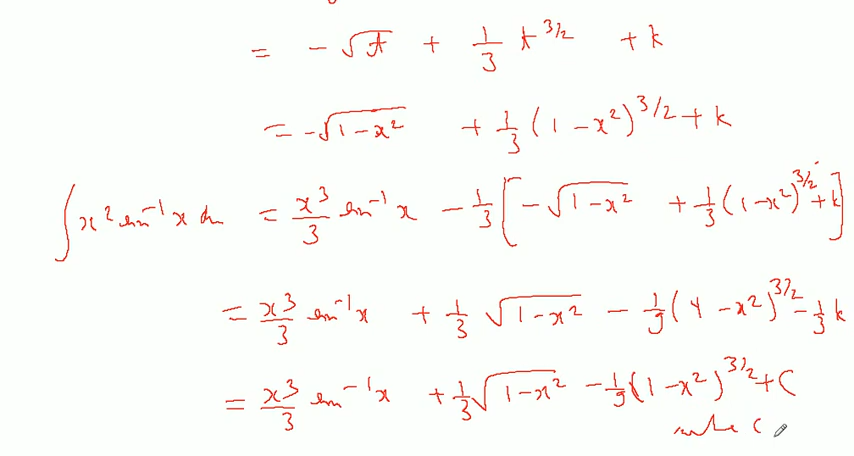 = - √t + 1/3 t^3/2 + k
= -√(1-x²) + 1/3 (1-x²)^3/2 + k
∫ x² sin⁻¹x dx = x³/3 sin⁻¹x - 1/3 [ -√(1-x²) + 1/3 (1-x²)^3/2 + k ]
= x³/3 sin⁻¹x + 1/3 √(1-x²) - 1/9 (1-x²)^3/2 - 1/3 k
= x³/3 sin⁻¹x + 1/3 √(1-x²) - 1/9 (1-x²)^3/2 + C
where C